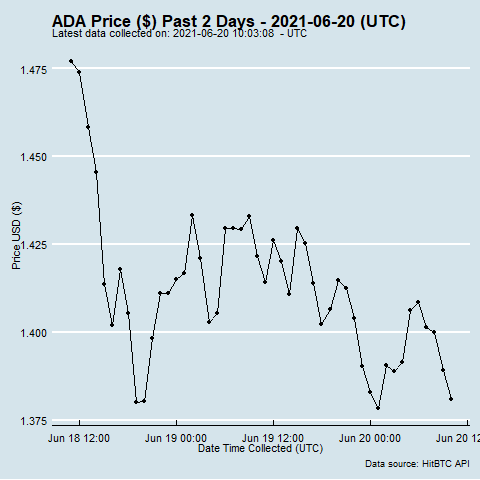 ADA Price ($) Past 2 Days - 2021-06-20 (UTC)
Latest data collected on: 2021-06-20 10:03:08 - UTC
1.475
1.450
1.425
1.400
1.375
Price USD ($)
Jun 18 12:00 Jun 19 00:00 Jun 19 12:00 Jun 20 00:00 Jun 20 12
Date Time Collected (UTC)
Data source: HitBTC API